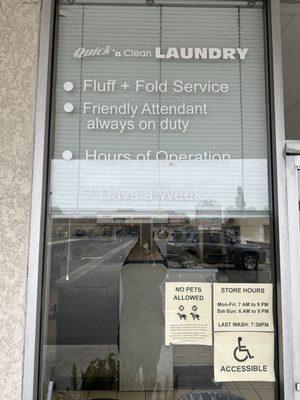 Quick 'n Clean LAUNDRY
Fluff + Fold Service
Friendly Attendant
always on duty
Hours of Operation
7 Days a Week
NO PETS
ALLOWED
STORE HOURS
Mon-Fri: 7 AM to 9 PM
Sat-Sun: 6 AM to 9 PM
LAST WASH: 7:30PM
ACCESSIBLE